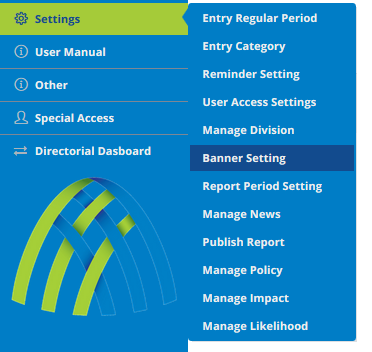 Settings
User Manual
Other
Special Access
Directorial Dasboard
Entry Regular Period
Entry Category
Reminder Setting
User Access Settings
Manage Division
Banner Setting
Report Period Setting
Manage News
Publish Report
Manage Policy
Manage Impact
Manage Likelihood